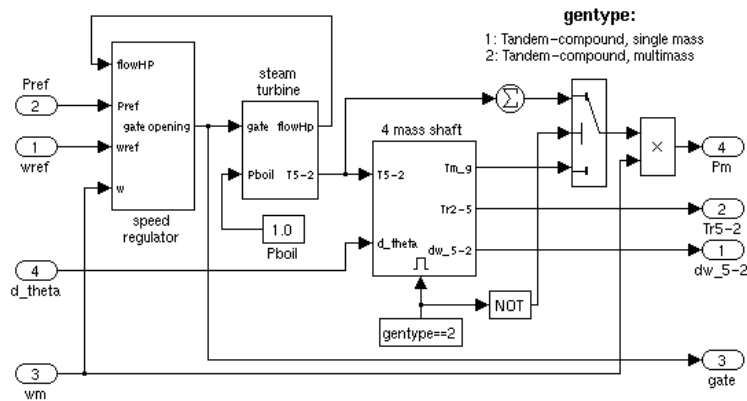 gentype:
1: Tandem-compound, single mass
2: Tandem-compound, multimass
flowHP
Pref
2
Pref
gate opening
wref
1
wref
w
speed
regulator
steam
turbine
gate
flowHp
Pboil
T5-2
1.0
Pboil
4 mass shaft
T5-2
Tm_g
Tr2-5
d_theta
dw_5-2
Σ
×
4
Pm
2
Tr5-2
1
dw_5-2
4
d_theta
NOT
gentype==2
3
wm
3
gate